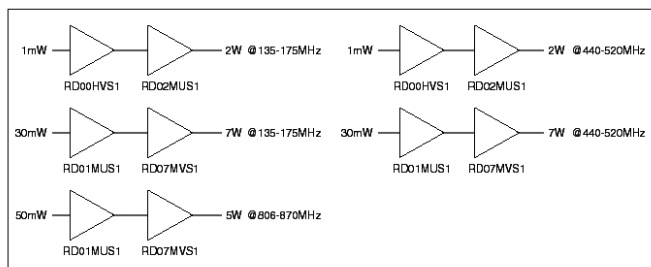 1mW 2W @135-175MHz 1mW 2W @440-520MHz
RD00HVS1 RD02MUS1 RD00HVS1 RD02MUS1
30mW 7W @135-175MHz 30mW 7W @440-520MHz
RD01MUS1 RD07MVS1 RD01MUS1 RD07MVS1
50mW 5W @806-870MHz
RD01MUS1 RD07MVS1